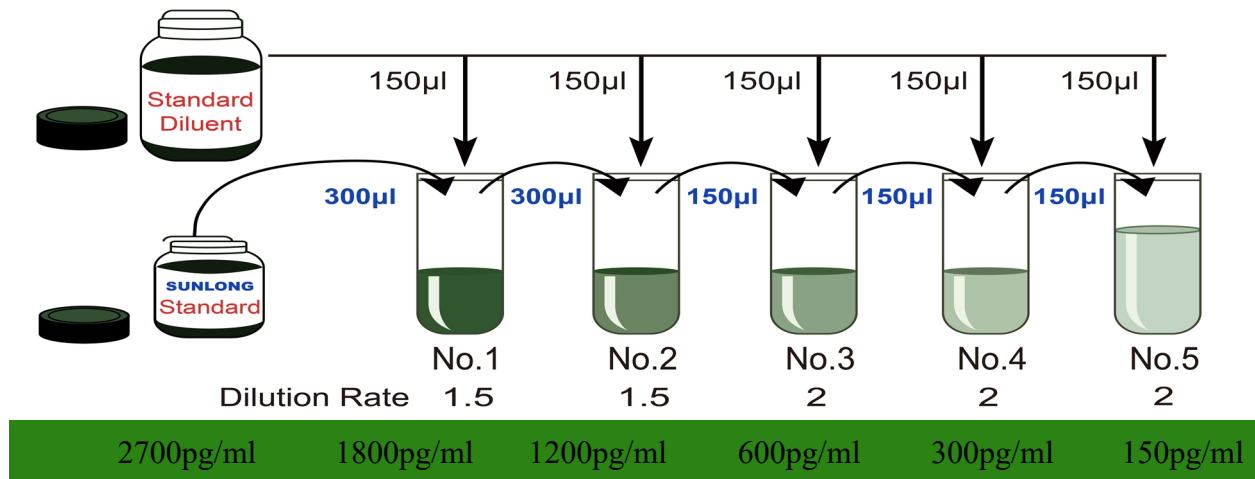 150µl 150µl 150µl 150µl 150µl
Standard
Diluent
300µl 300µl 150µl 150µl 150µl
SUNLONG
Standard
No.1 No.2 No.3 No.4 No.5
Dilution Rate 1.5 1.5 2 2 2
2700pg/ml 1800pg/ml 1200pg/ml 600pg/ml 300pg/ml 150pg/ml